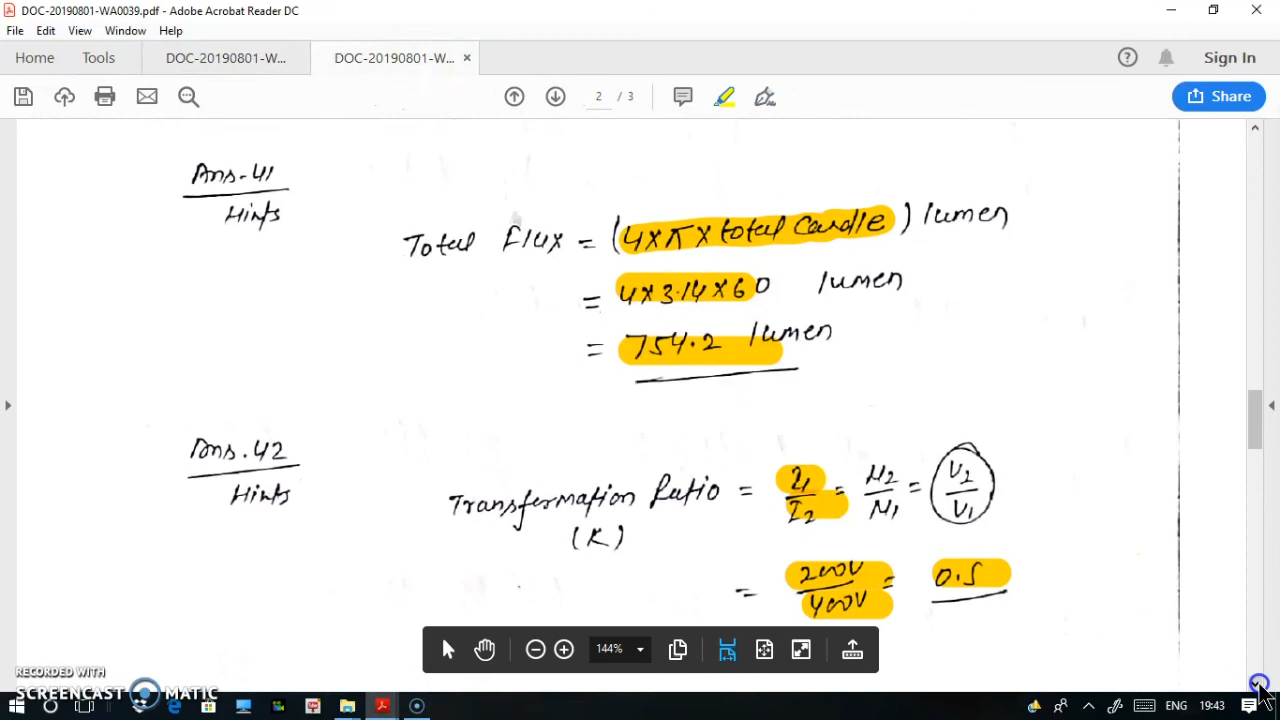 DOC-20190801-WA0039.pdf - Adobe Acrobat Reader DC
File Edit View Window Help
Home Tools DOC-20190801-W... DOC-20190801-W... × Sign In
2 / 3 Share
Ans.41
Hints
Total Flux = (4×π×total Candle) lumen
= 4×3.14×60 lumen
= 754.2 lumen
Ans.42
Hints
Transformation Ratio = I1/I2 = N2/N1 = V2/V1
(K)
= 200V/400V = 0.5
144%
RECORDED WITH
SCREENCAST MATIC
ENG 19:43